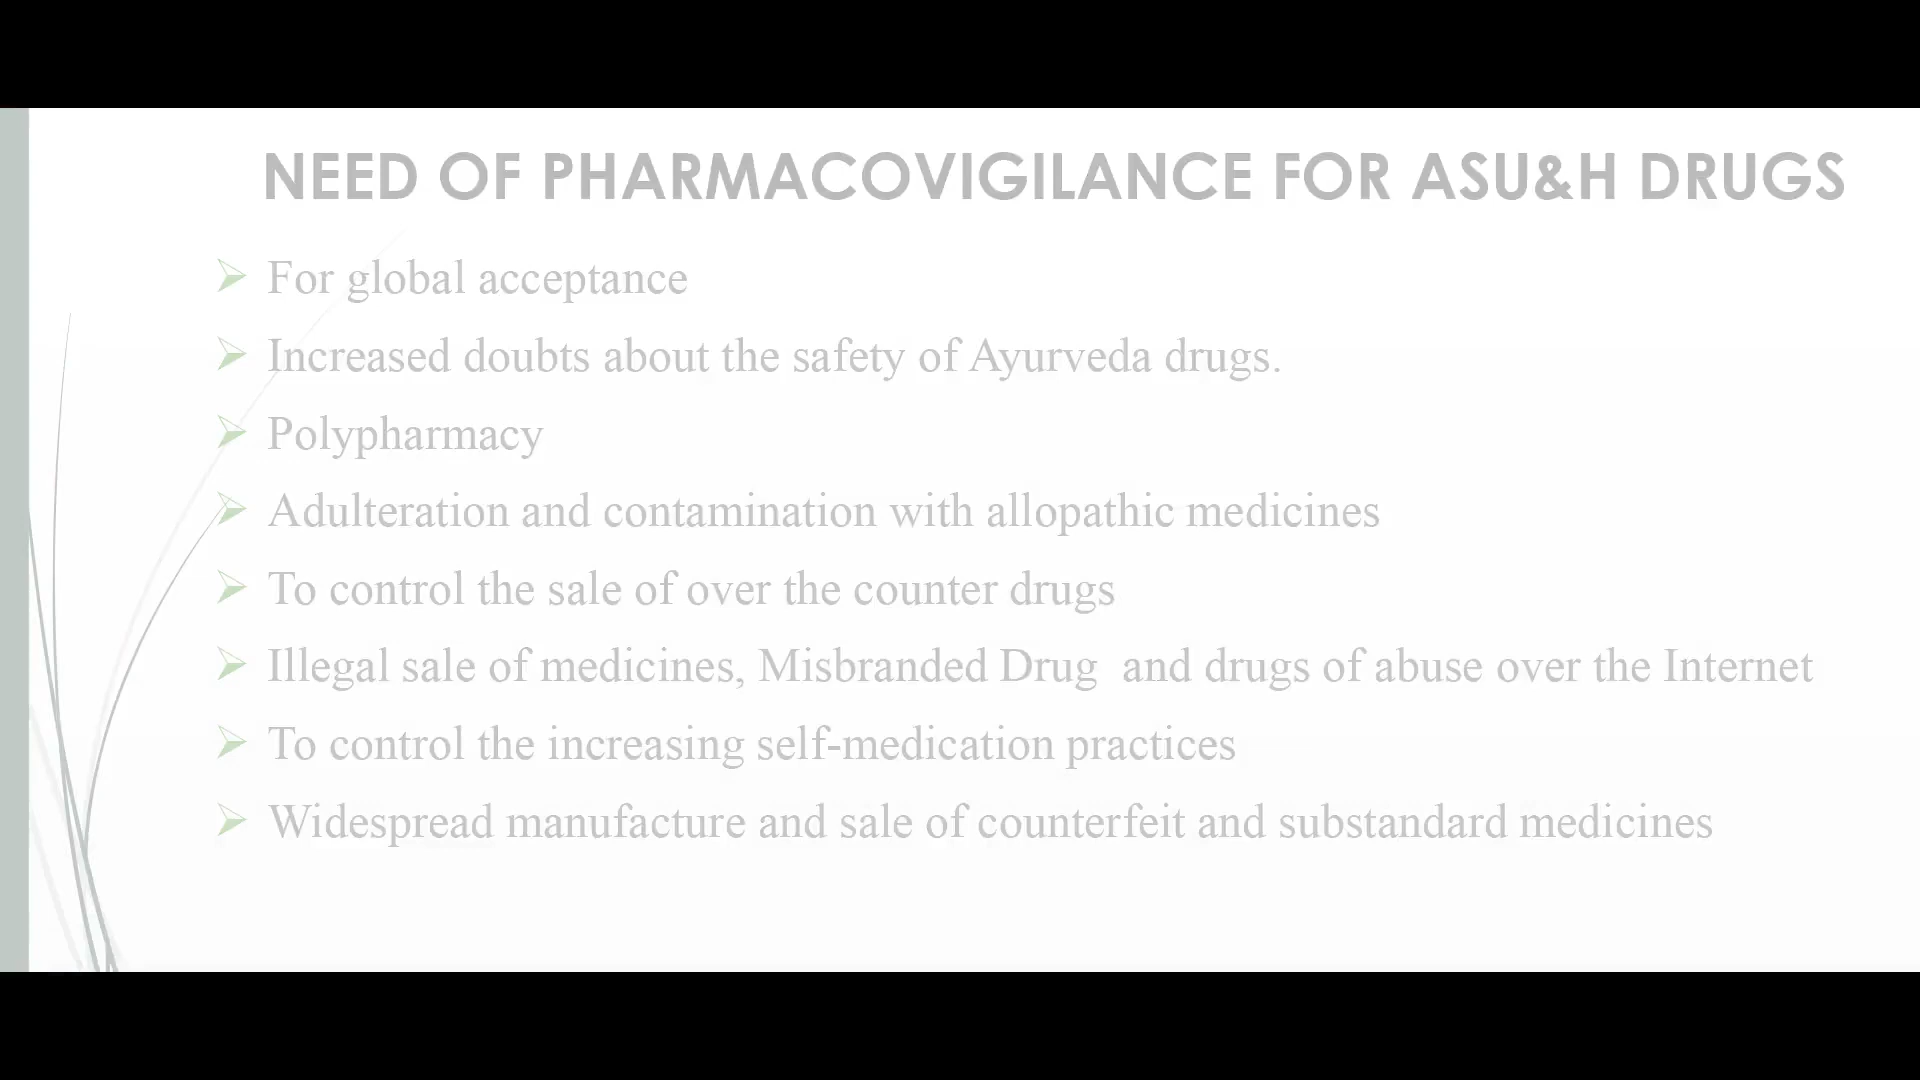 NEED OF PHARMACOVIGILANCE FOR ASU&H DRUGS
For global acceptance
Increased doubts about the safety of Ayurveda drugs.
Polypharmacy
Adulteration and contamination with allopathic medicines
To control the sale of over the counter drugs
Illegal sale of medicines, Misbranded Drug  and drugs of abuse over the Internet
To control the increasing self-medication practices
Widespread manufacture and sale of counterfeit and substandard medicines